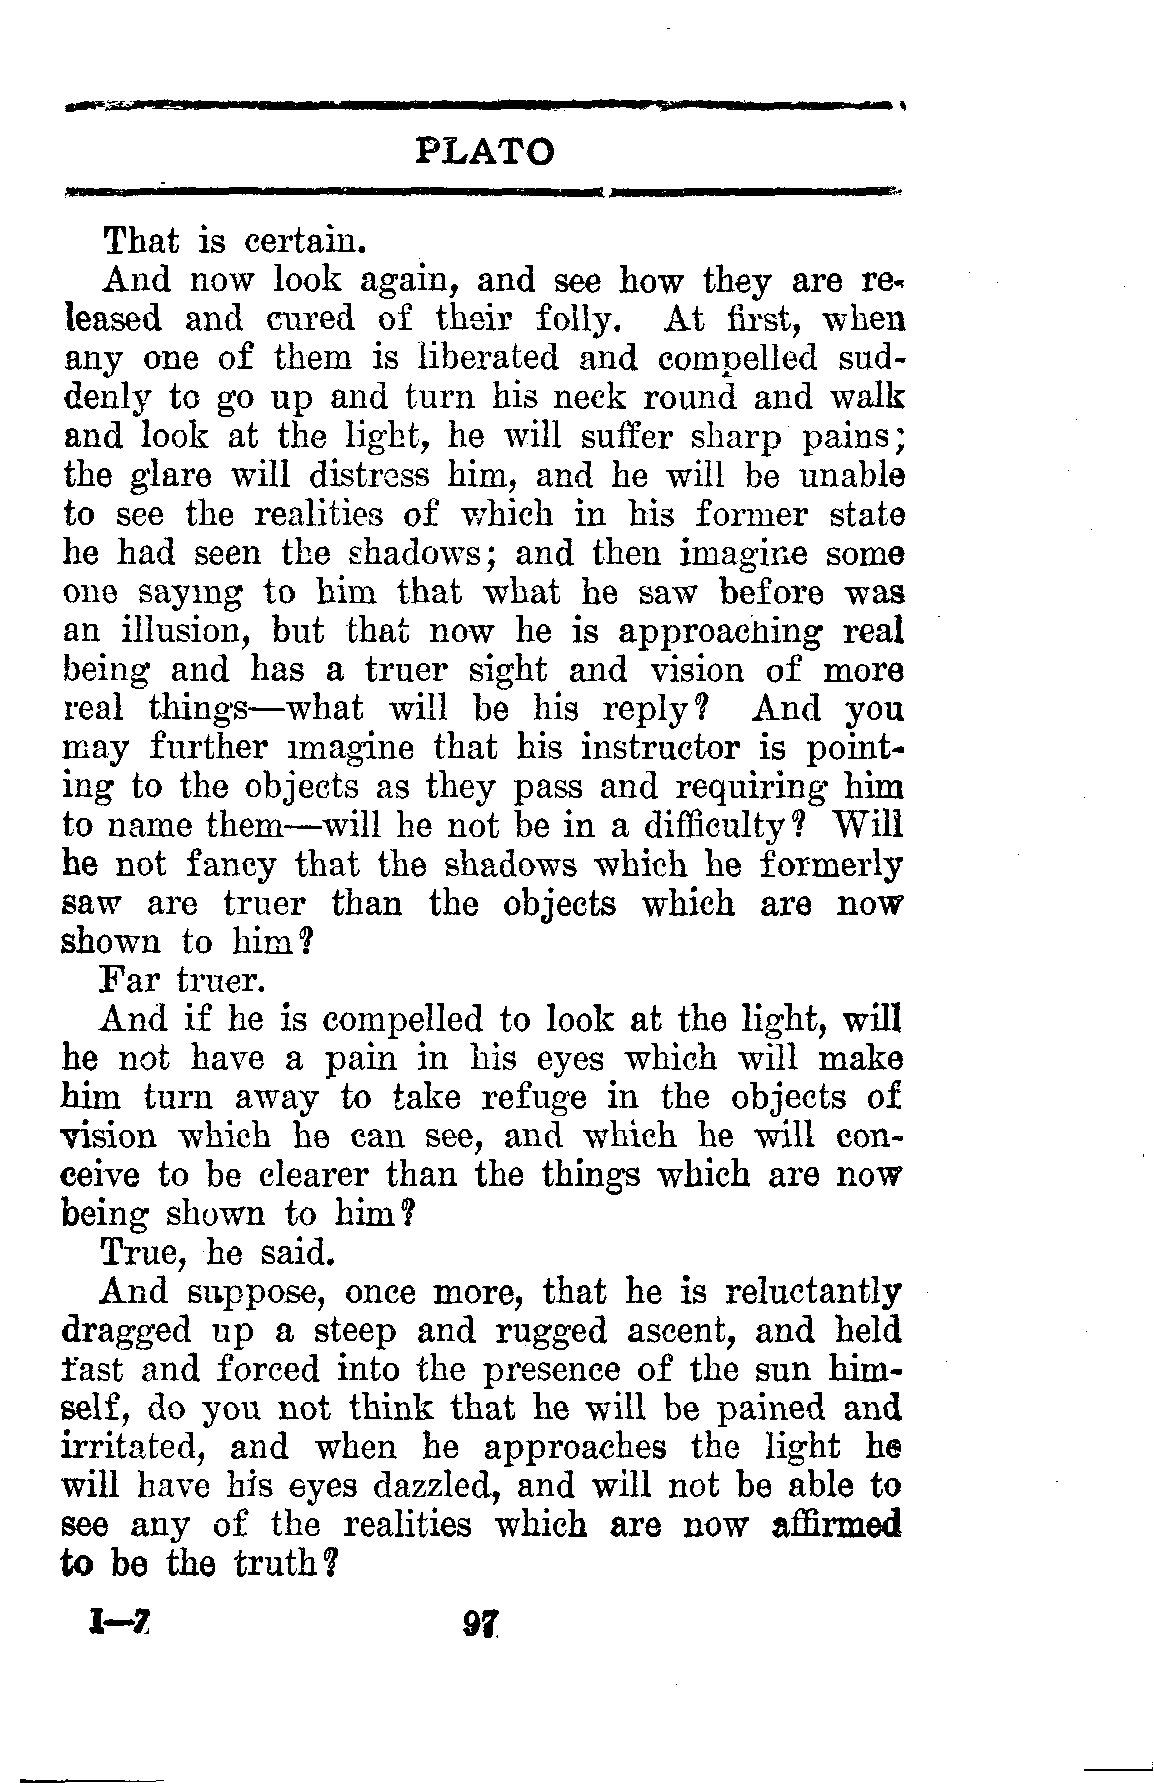 PLATO
That is certain.
And now look again, and see how they are re-
leased and cured of their folly. At first, when
any one of them is liberated and compelled sud-
denly to go up and turn his neck round and walk
and look at the light, he will suffer sharp pains;
the glare will distress him, and he will be unable
to see the realities of which in his former state
he had seen the shadows; and then imagine some
one saying to him that what he saw before was
an illusion, but that now he is approaching real
being and has a truer sight and vision of more
real things—what will be his reply? And you
may further imagine that his instructor is point-
ing to the objects as they pass and requiring him
to name them—will he not be in a difficulty? Will
he not fancy that the shadows which he formerly
saw are truer than the objects which are now
shown to him?
Far truer.
And if he is compelled to look at the light, will
he not have a pain in his eyes which will make
him turn away to take refuge in the objects of
vision which he can see, and which he will con-
ceive to be clearer than the things which are now
being shown to him?
True, he said.
And suppose, once more, that he is reluctantly
dragged up a steep and rugged ascent, and held
fast and forced into the presence of the sun him-
self, do you not think that he will be pained and
irritated, and when he approaches the light he
will have his eyes dazzled, and will not be able to
see any of the realities which are now affirmed
to be the truth?
I—7 97